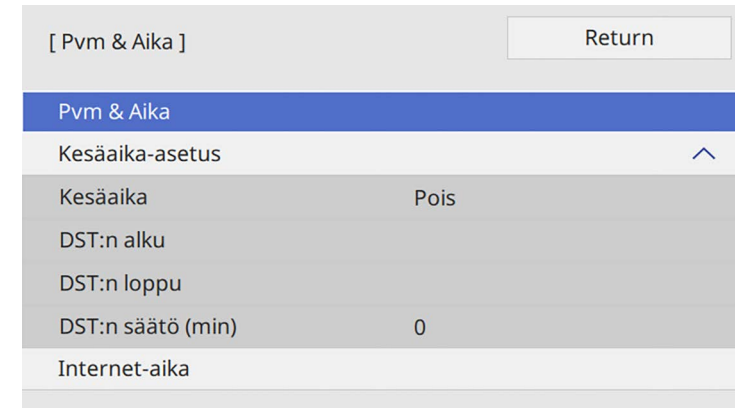 [ Pvm & Aika ] Return
Pvm & Aika
Kesäaika-asetus
Kesäaika Pois
DST:n alku
DST:n loppu
DST:n säätö (min) 0
Internet-aika